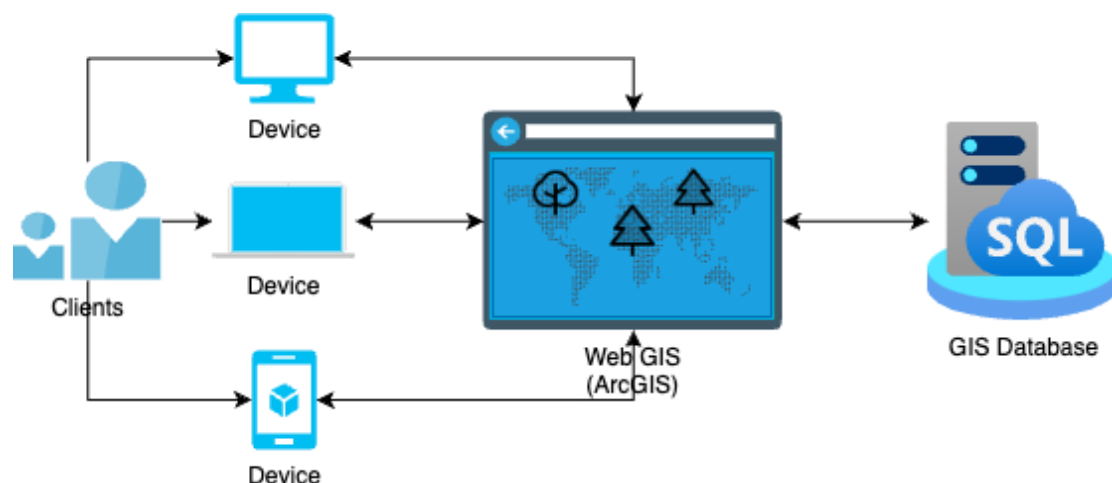 Device
Device
Clients
Device
Web GIS
(ArcGIS)
SQL
GIS Database